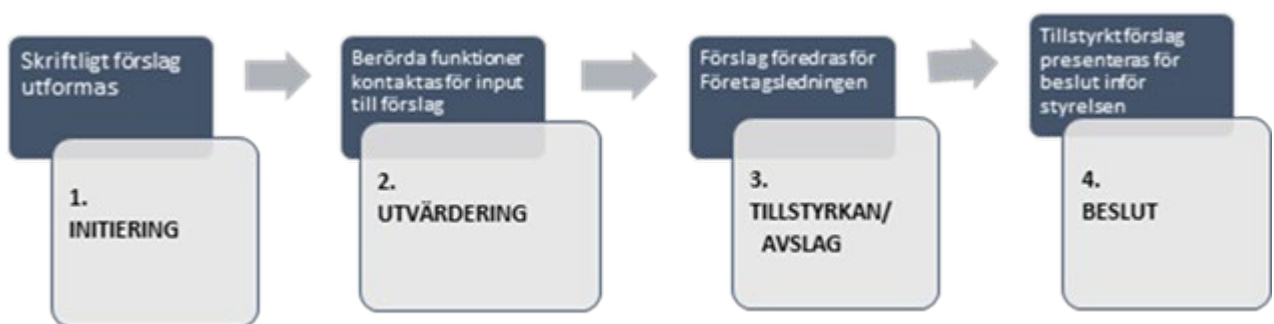 Skriftligt förslag
utformas
1.
INITIERING
Berörda funktioner
kontaktas för input
till förslag
2.
UTVÄRDERING
Förslag föredras för
Företagsledningen
3.
TILLSTYRKAN/
AVSLAG
Tillstyrkt förslag
presenteras för
beslut inför
styrelsen
4.
BESLUT